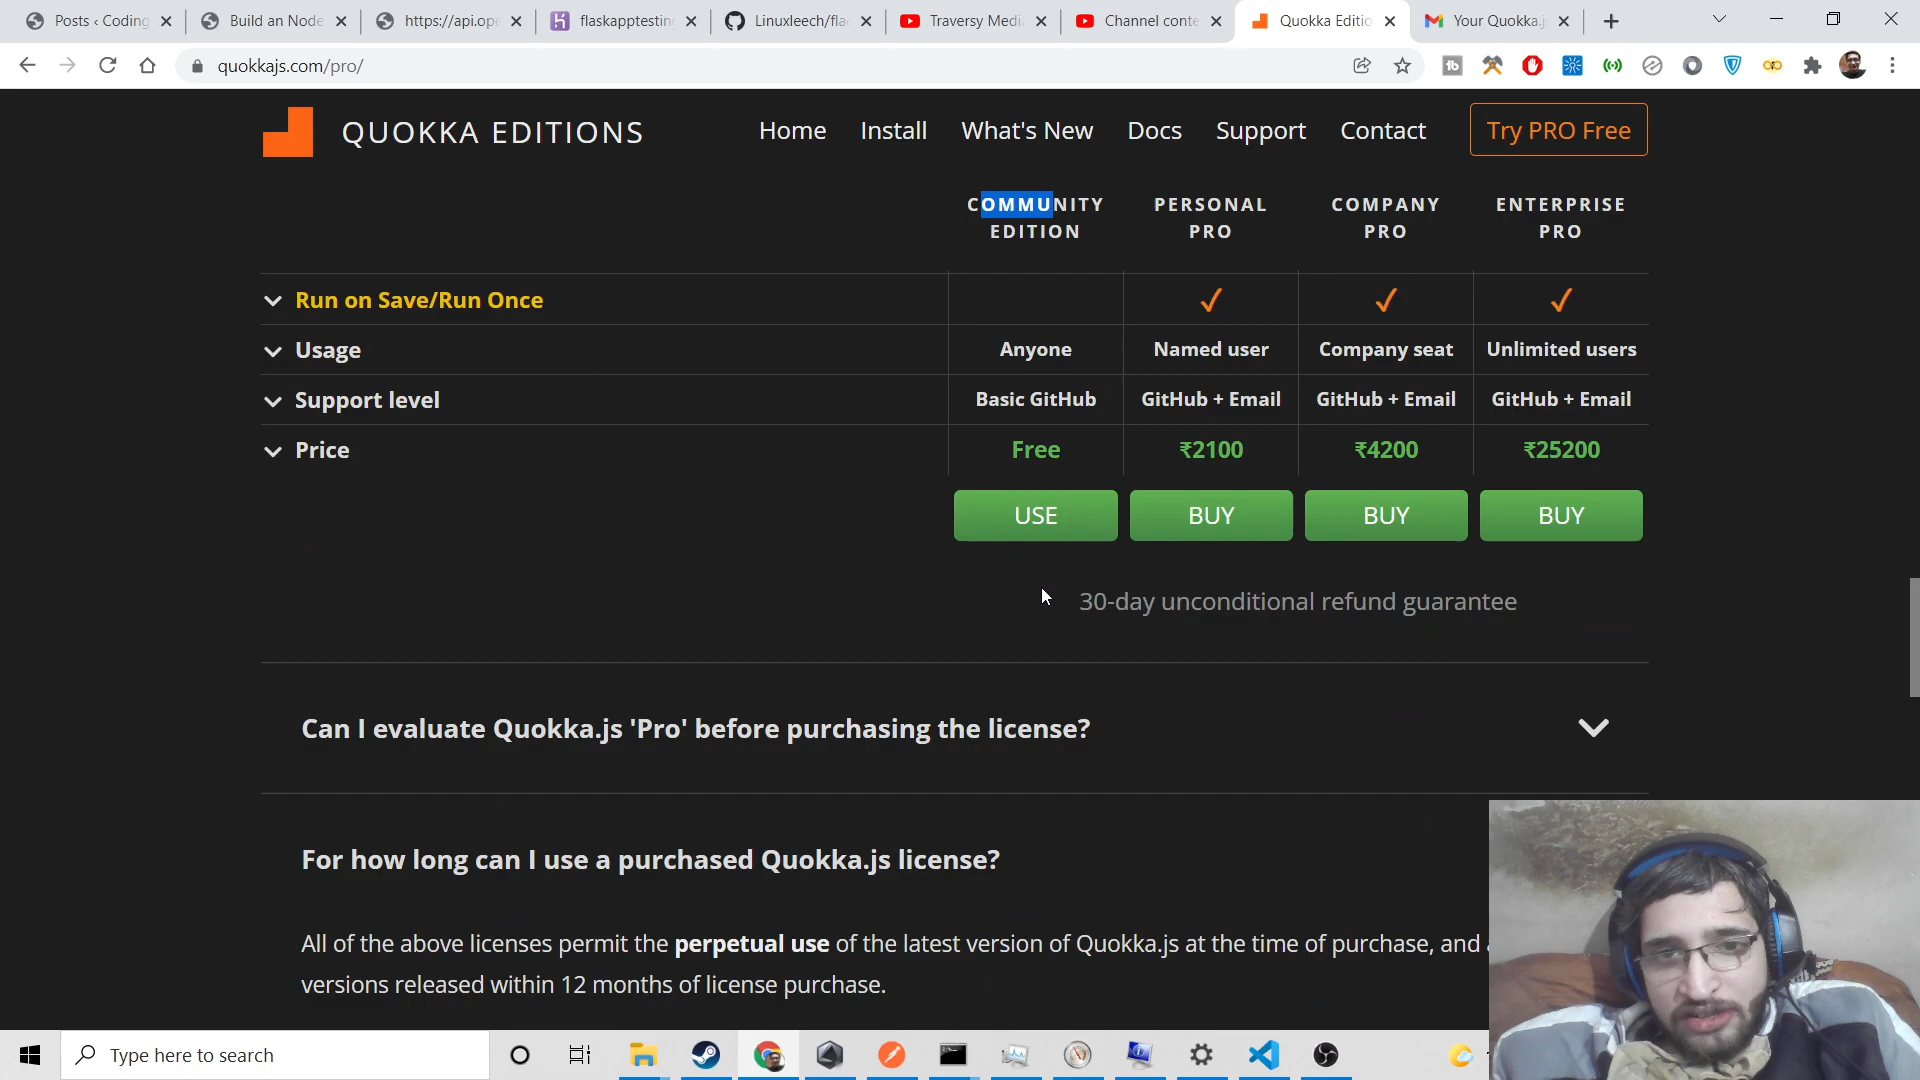 Posts ‹ Coding
Build an Node
https://api.ope
flaskapptestin
Linuxleech/fla
Traversy Medi
Channel conte
Quokka Editio
Your Quokka.j
quokkajs.com/pro/
QUOKKA EDITIONS
Home
Install
What's New
Docs
Support
Contact
Try PRO Free
COMMUNITY
EDITION
PERSONAL
PRO
COMPANY
PRO
ENTERPRISE
PRO
Run on Save/Run Once
Usage
Anyone
Named user
Company seat
Unlimited users
Support level
Basic GitHub
GitHub + Email
GitHub + Email
GitHub + Email
Price
Free
₹2100
₹4200
₹25200
USE
BUY
BUY
BUY
30-day unconditional refund guarantee
Can I evaluate Quokka.js 'Pro' before purchasing the license?
For how long can I use a purchased Quokka.js license?
All of the above licenses permit the perpetual use of the latest version of Quokka.js at the time of purchase, and
versions released within 12 months of license purchase.
Type here to search